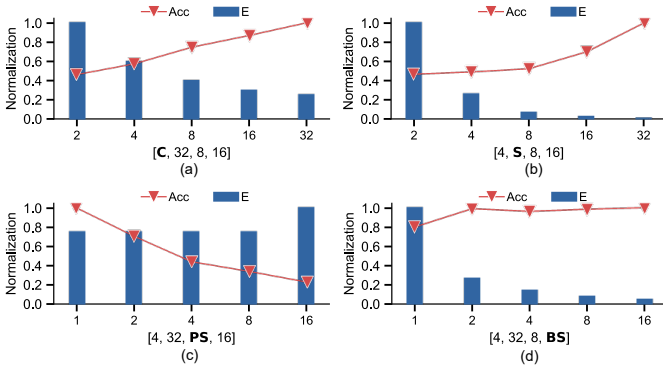 Acc E
Normalization
1.0
0.8
0.6
0.4
0.2
0.0
2 4 8 16 32
[C, 32, 8, 16]
(a)
Acc E
Normalization
1.0
0.8
0.6
0.4
0.2
0.0
2 4 8 16 32
[4, S, 8, 16]
(b)
Acc E
Normalization
1.0
0.8
0.6
0.4
0.2
0.0
1 2 4 8 16
[4, 32, PS, 16]
(c)
Acc E
Normalization
1.0
0.8
0.6
0.4
0.2
0.0
1 2 4 8 16
[4, 32, 8, BS]
(d)